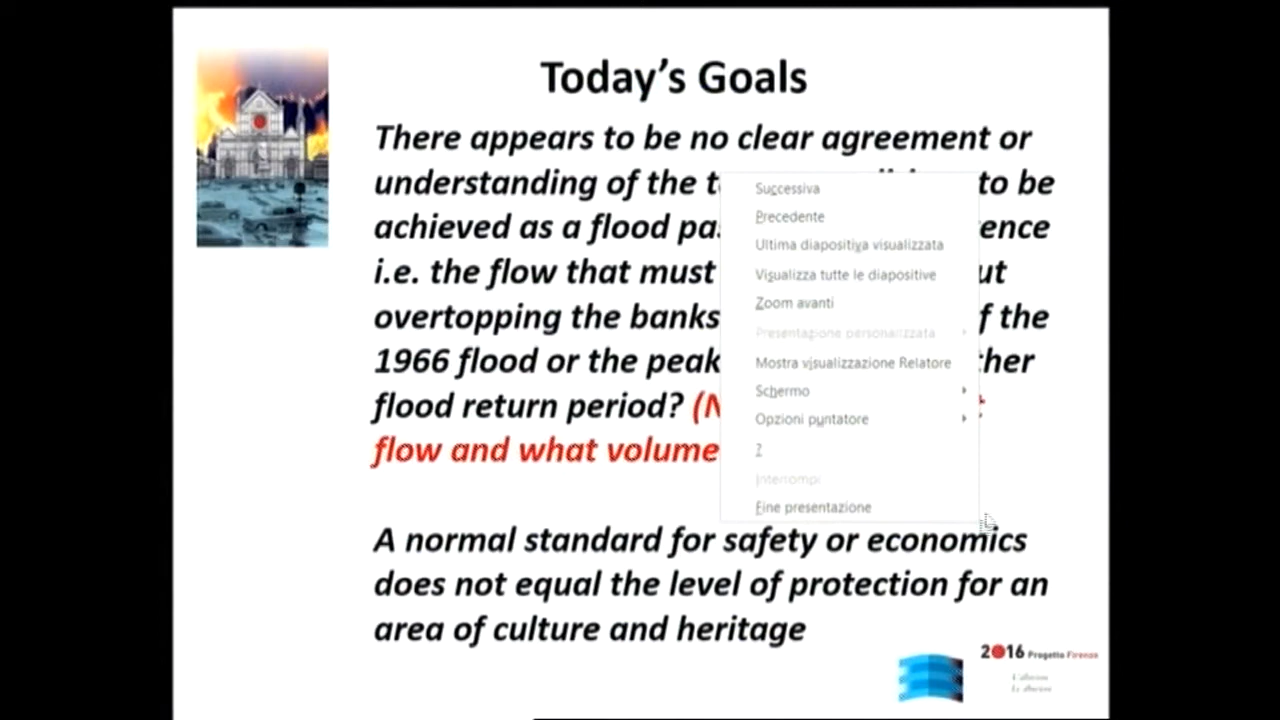 Today's Goals
There appears to be no clear agreement or
understanding of the to be
achieved as a flood
i.e. the flow that must
overtopping the banks the
1966 flood or the peak
flood return period?
flow and what volume
Successiva
Precedente
Ultima diapositiva visualizzata
Visualizza tutte le diapositive
Zoom avanti
Presentazione personalizzata
Mostra visualizzazione Relatore
Schermo
Opzioni puntatore
?
Interrompi
Fine presentazione
A normal standard for safety or economics
does not equal the level of protection for an
area of culture and heritage
2016 Progetto Firenze